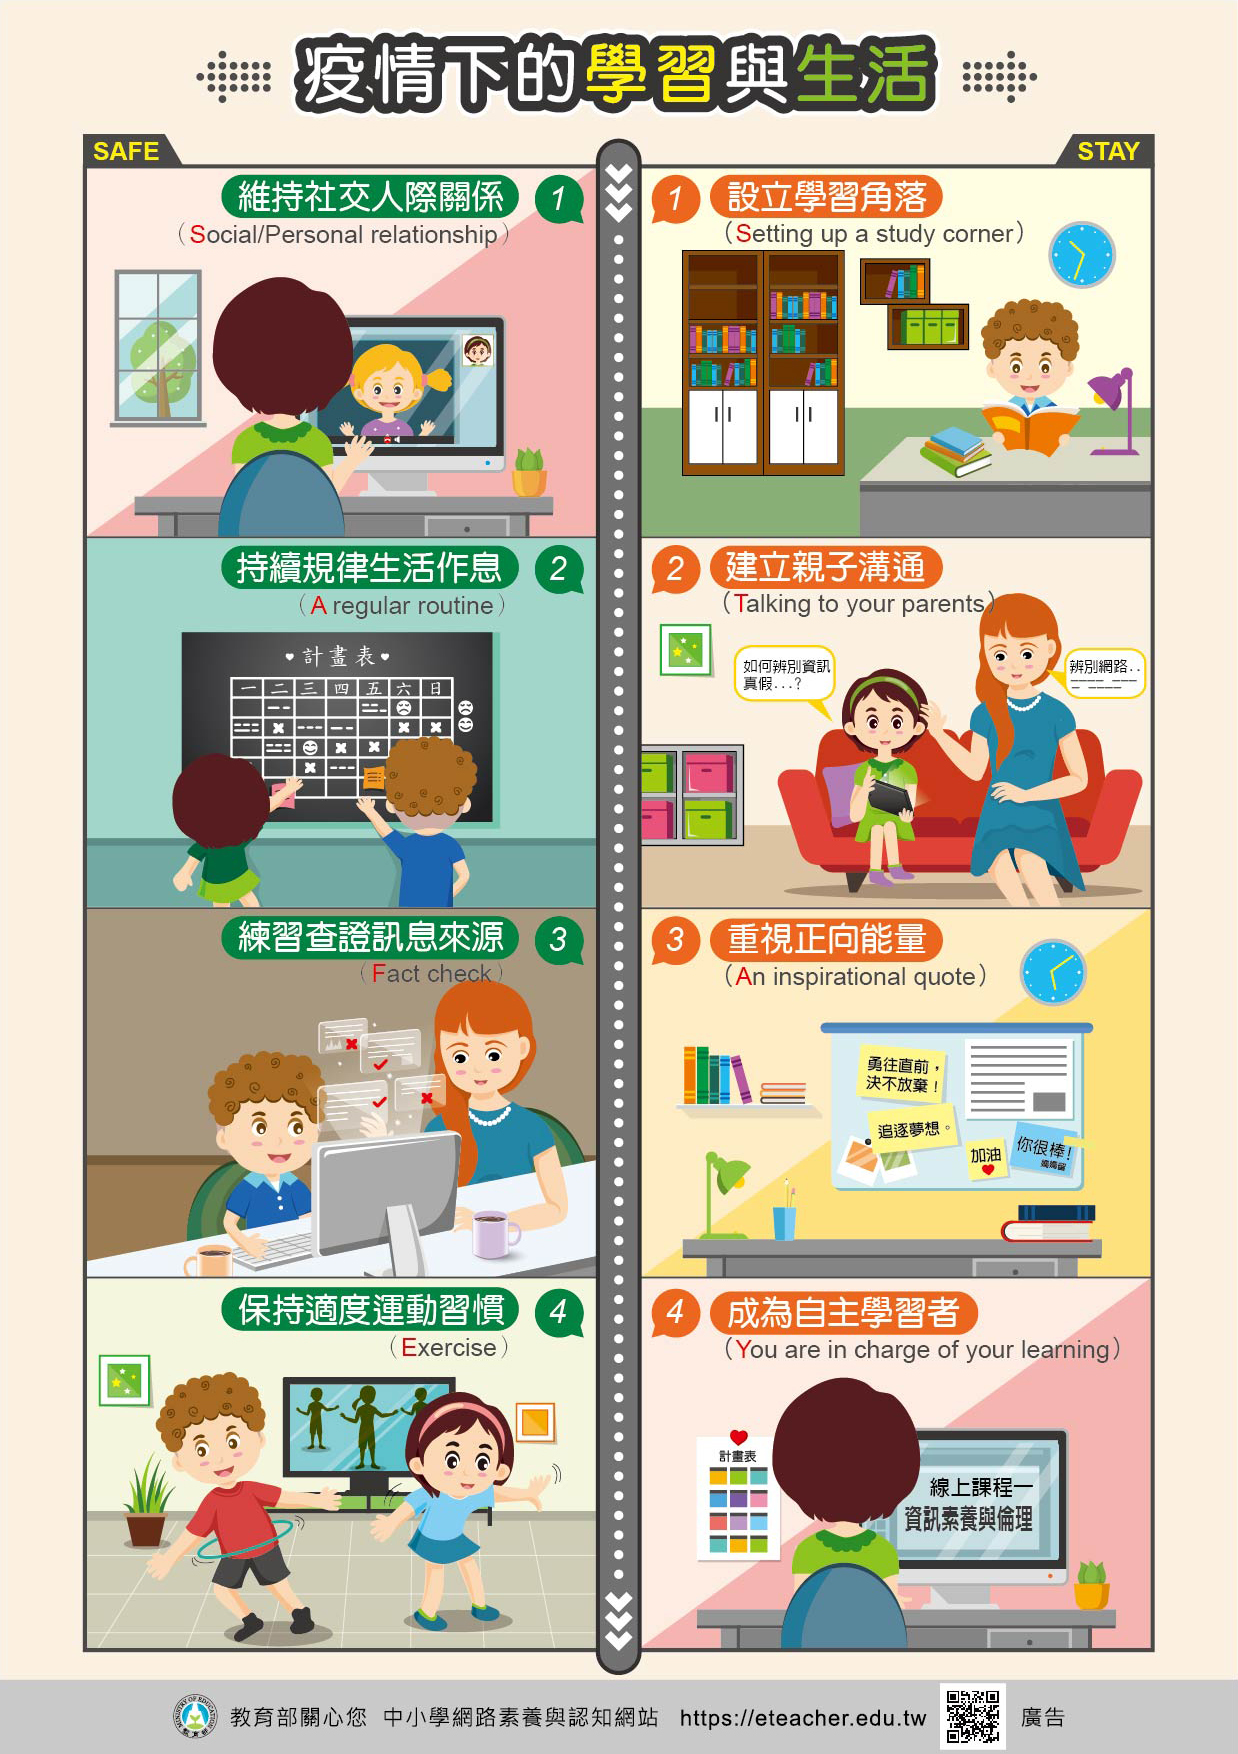 疫情下的學習與生活
SAFE
維持社交人際關係 1
(Social/Personal relationship)
持續規律生活作息 2
(A regular routine)
計畫表
一 二 三 四 五 六 日
練習查證訊息來源 3
(Fact check)
保持適度運動習慣 4
(Exercise)
STAY
1 設立學習角落
(Setting up a study corner)
2 建立親子溝通
(Talking to your parents)
如何辨別資訊
真假...?
辨別網路..
3 重視正向能量
(An inspirational quote)
勇往直前，
決不放棄！
追逐夢想。
加油
你很棒！
4 成為自主學習者
(You are in charge of your learning)
計畫表
線上課程一
資訊素養與倫理
教育部關心您 中小學網路素養與認知網站 https://eteacher.edu.tw 廣告